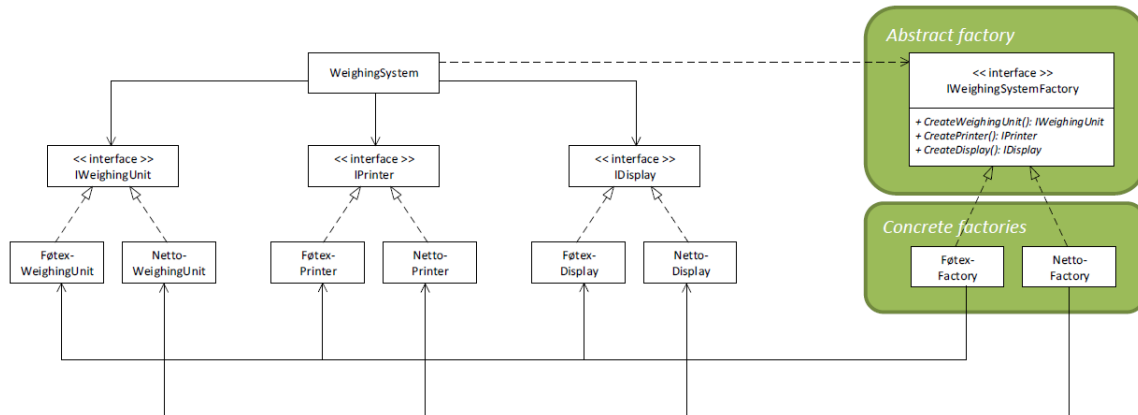 Abstract factory
WeighingSystem
<< interface >>
IWeighingSystemFactory
+ CreateWeighingUnit(): IWeighingUnit
+ CreatePrinter(): IPrinter
+ CreateDisplay(): IDisplay
<< interface >>
IWeighingUnit
<< interface >>
IPrinter
<< interface >>
IDisplay
Concrete factories
Føtex-
WeighingUnit
Netto-
WeighingUnit
Føtex-
Printer
Netto-
Printer
Føtex-
Display
Netto-
Display
Føtex-
Factory
Netto-
Factory